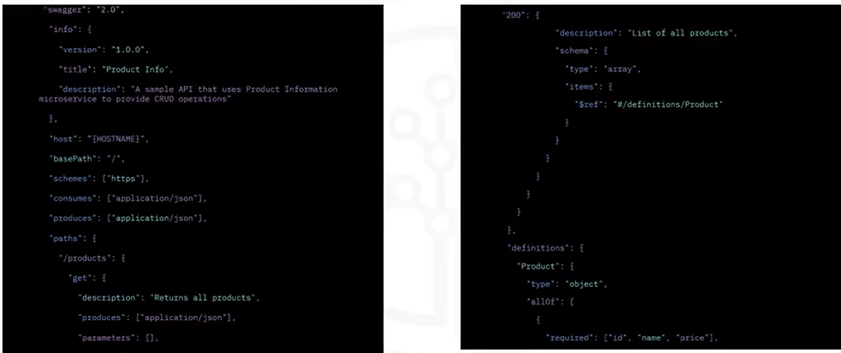 "swagger": "2.0",
"info": {
"version": "1.0.0",
"title": "Product Info",
"description": "A sample API that uses Product Information
microservice to provide CRUD operations"
},
"host": "{HOSTNAME}",
"basePath": "/",
"schemes": ["https"],
"consumes": ["application/json"],
"produces": ["application/json"],
"paths": {
"/products": {
"get": {
"description": "Returns all products",
"produces": ["application/json"],
"parameters": [],
"200": {
"description": "List of all products",
"schema": {
"type": "array",
"items": {
"$ref": "#/definitions/Product"
}
}
}
}
}
}
},
"definitions": {
"Product": {
"type": "object",
"allOf": [
{
"required": ["id", "name", "price"],